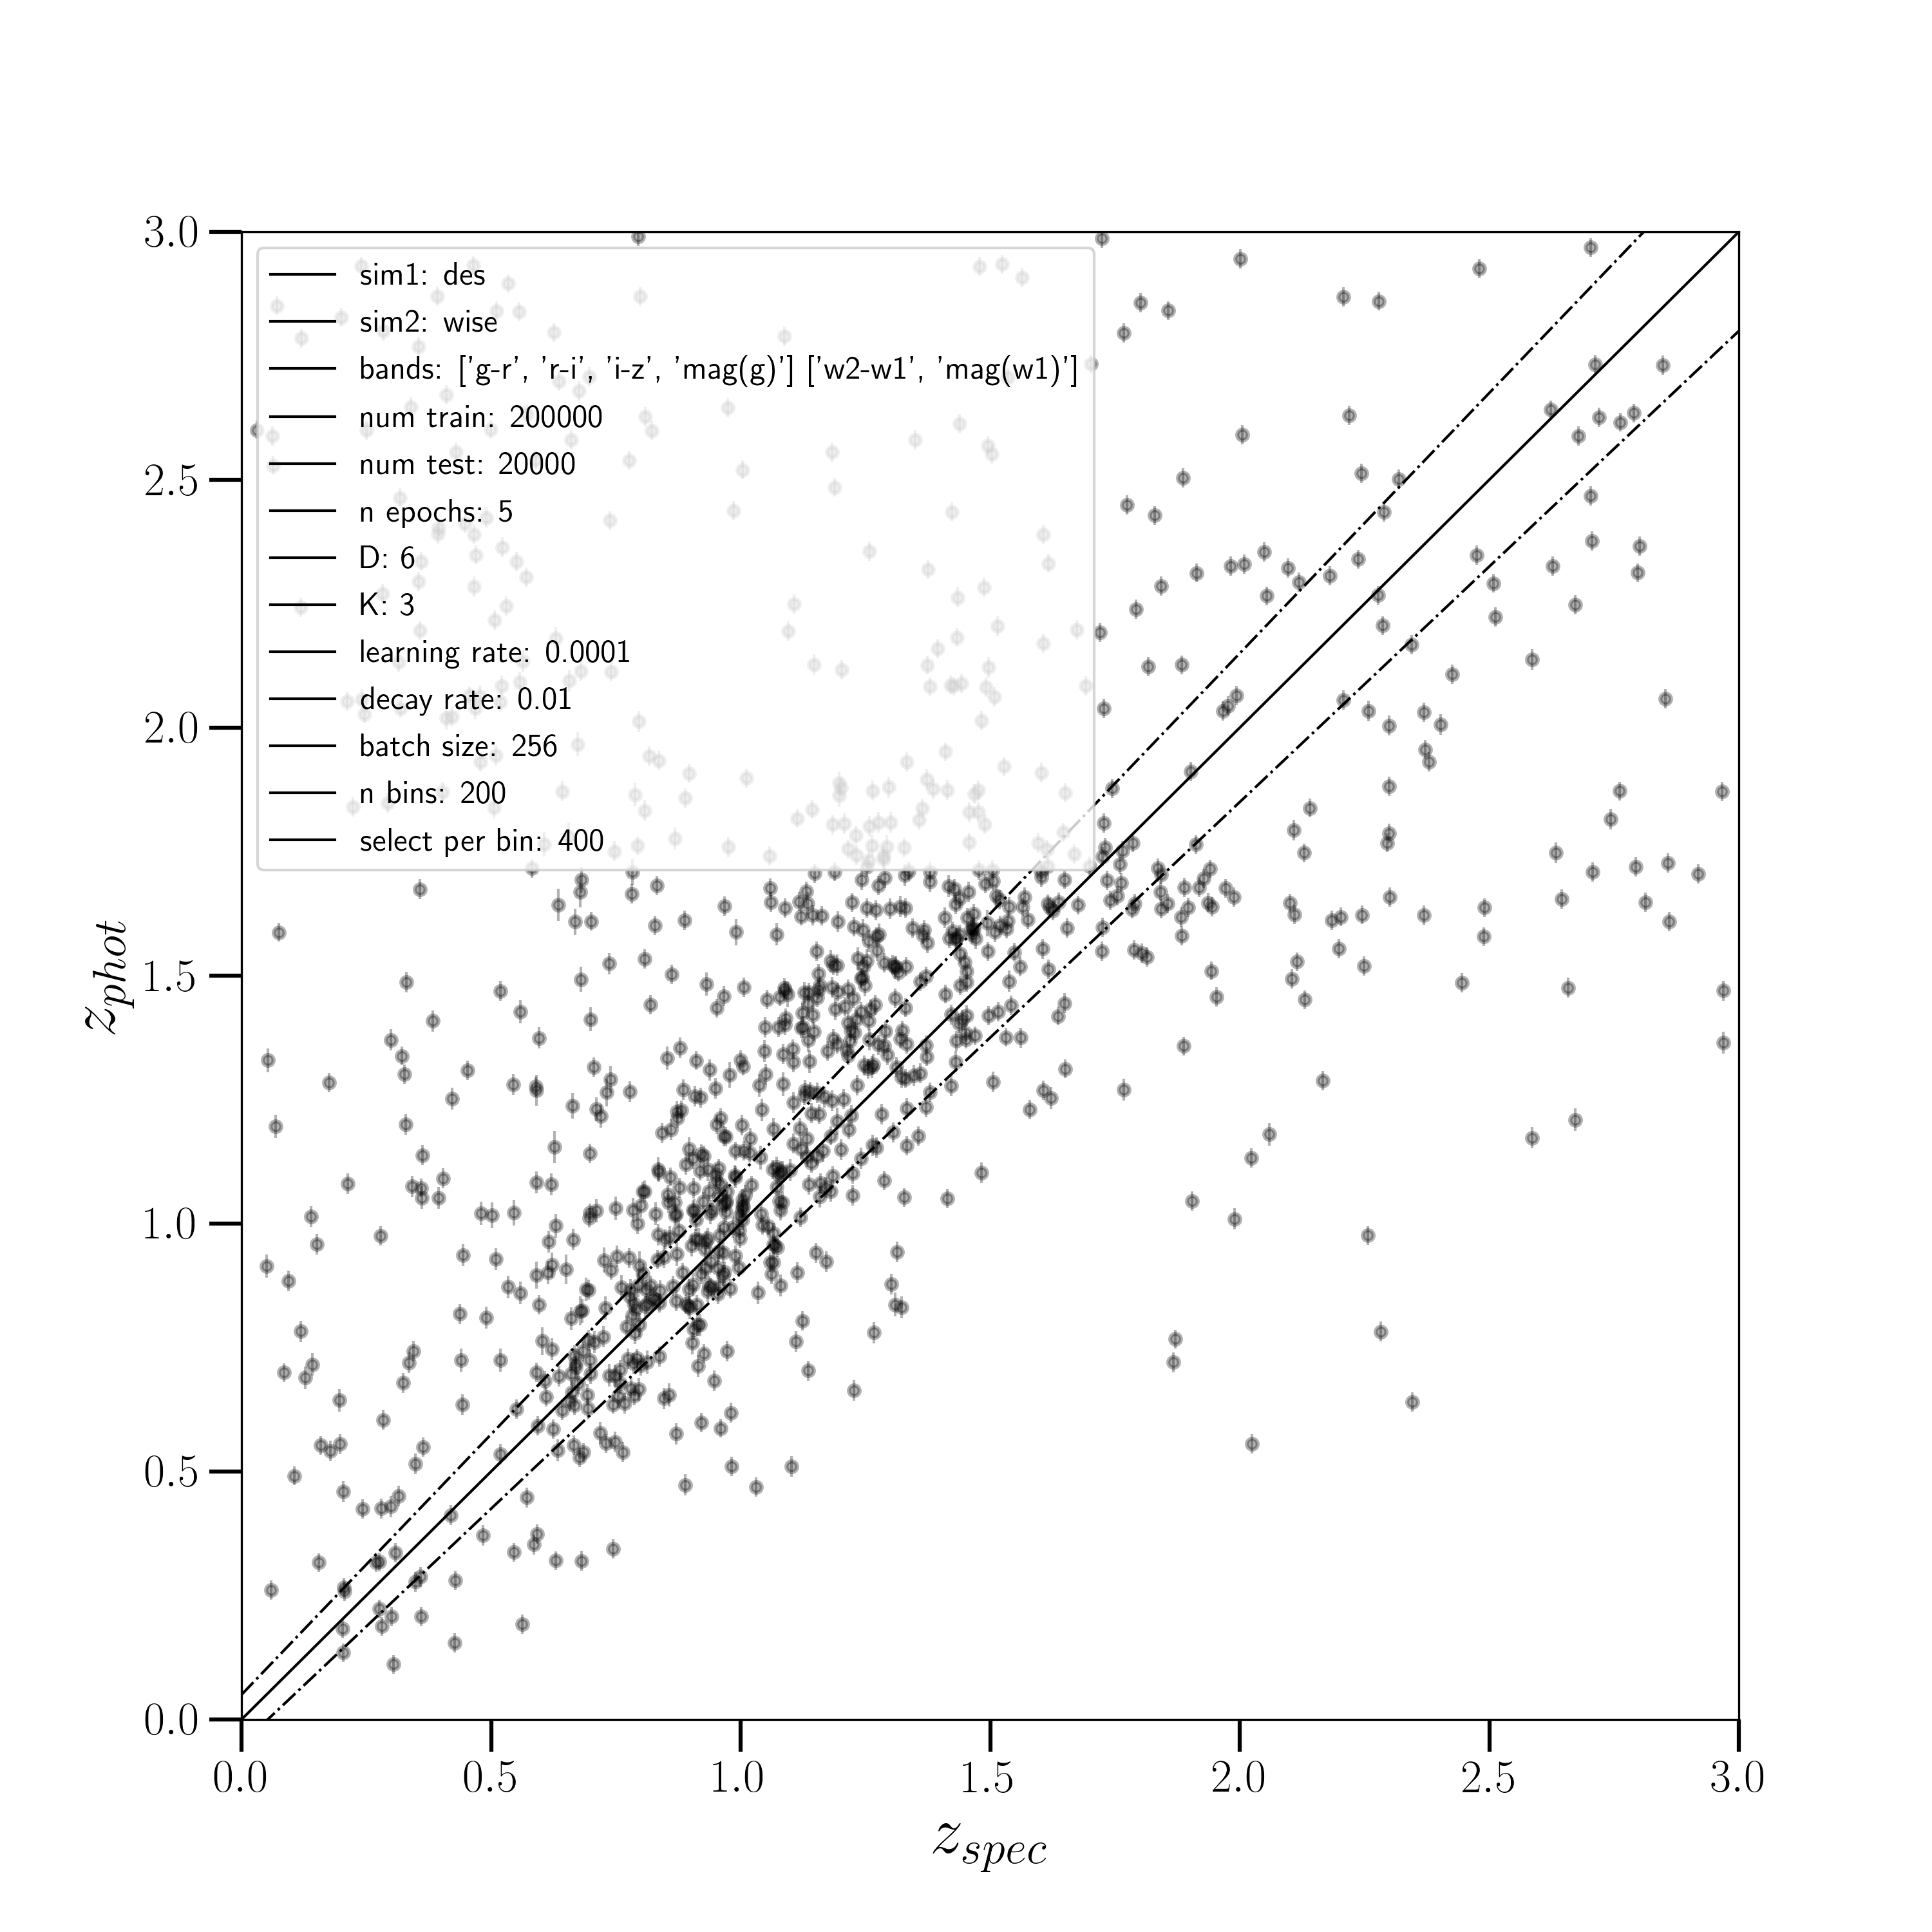 3.0
sim1: des
sim2: wise
bands: ['g-r', 'r-i', 'i-z', 'mag(g)'] ['w2-w1', 'mag(w1)']
num train: 200000
num test: 20000
n epochs: 5
D: 6
K: 3
learning rate: 0.0001
decay rate: 0.01
batch size: 256
n bins: 200
select per bin: 400
2.5
2.0
1.5
1.0
0.5
0.0
z_phot
0.0 0.5 1.0 1.5 2.0 2.5 3.0
z_spec